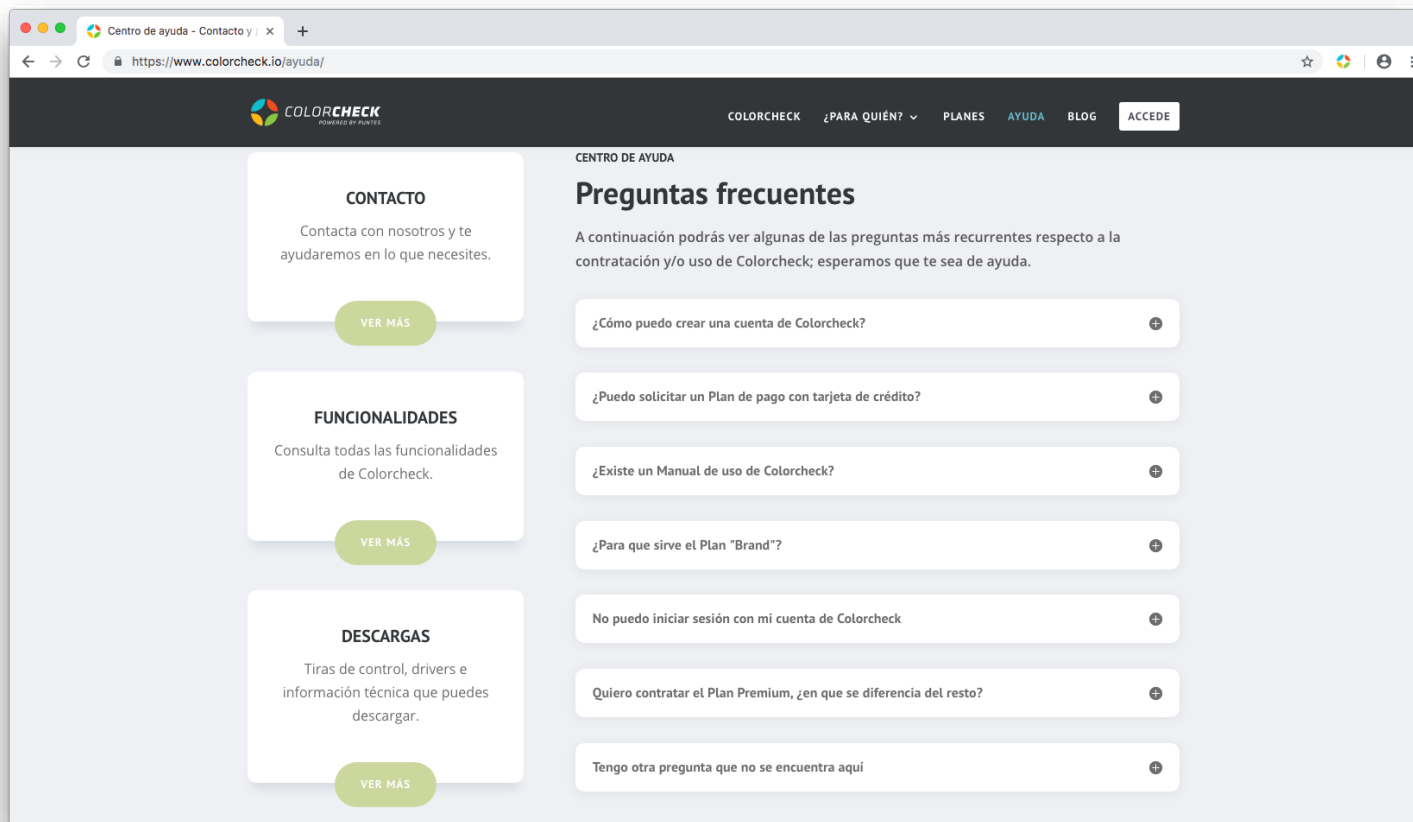 Centro de ayuda - Contacto y
https://www.colorcheck.io/ayuda/
COLORCHECK
POWERED BY PUNTES
COLORCHECK ¿PARA QUIÉN? PLANES AYUDA BLOG ACCEDE
CONTACTO
Contacta con nosotros y te
ayudaremos en lo que necesites.
VER MÁS
FUNCIONALIDADES
Consulta todas las funcionalidades
de Colorcheck.
VER MÁS
DESCARGAS
Tiras de control, drivers e
información técnica que puedes
descargar.
VER MÁS
CENTRO DE AYUDA
Preguntas frecuentes
A continuación podrás ver algunas de las preguntas más recurrentes respecto a la
contratación y/o uso de Colorcheck; esperamos que te sea de ayuda.
¿Cómo puedo crear una cuenta de Colorcheck?
¿Puedo solicitar un Plan de pago con tarjeta de crédito?
¿Existe un Manual de uso de Colorcheck?
¿Para que sirve el Plan "Brand"?
No puedo iniciar sesión con mi cuenta de Colorcheck
Quiero contratar el Plan Premium, ¿en que se diferencia del resto?
Tengo otra pregunta que no se encuentra aquí